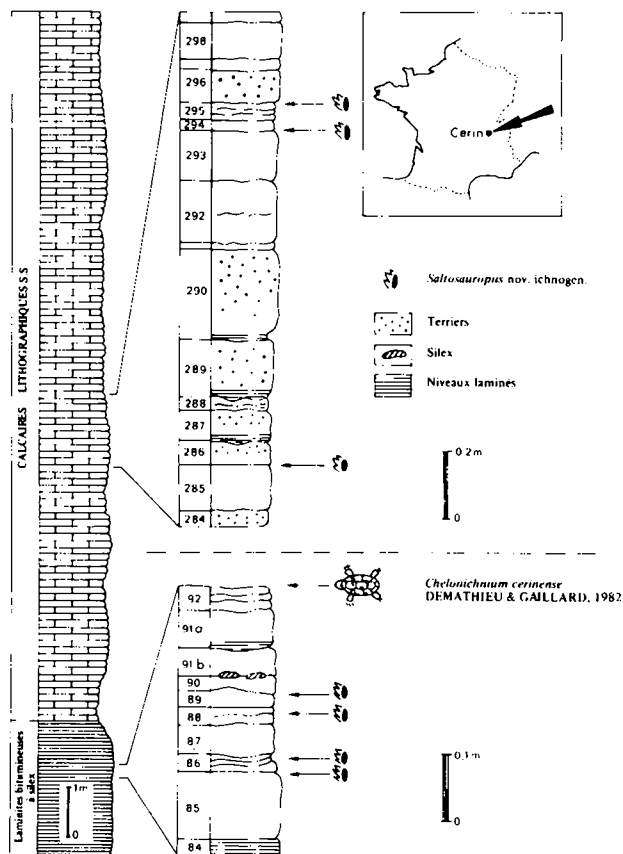 CALCAIRES LITHOGRAPHIQUES S.S
Laminites bitumineuses
à silex
1m
0
298
296
295
294
293
292
290
289
288
287
286
285
284
92
91a
91b
90
89
88
87
86
85
84
Cerin
Saltosauropus nov. ichnogen.
Terriers
Silex
Niveaux laminés
0.2m
0
Chelonichnium cerinense
DEMATHIEU & GAILLARD, 1982
0,1m
0